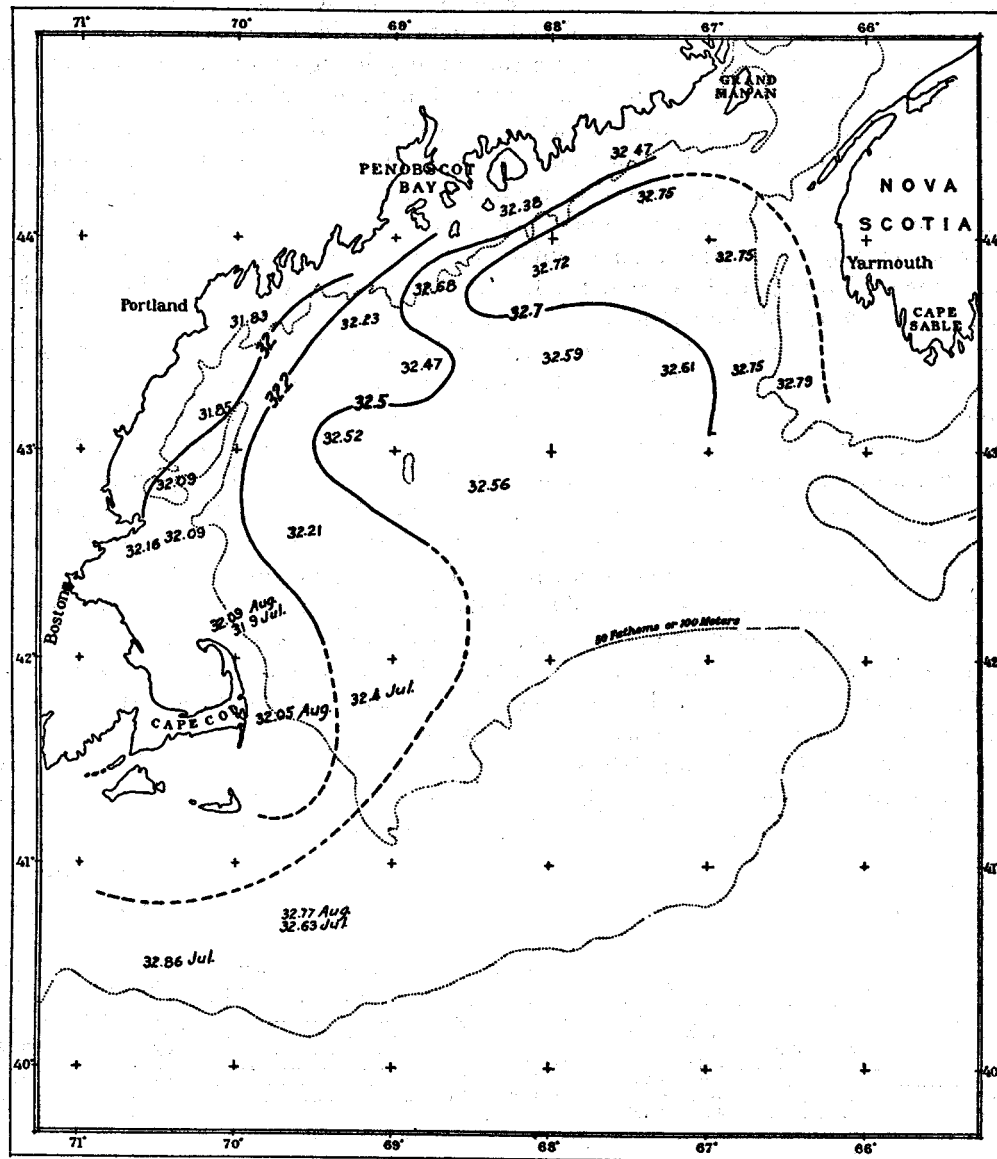 71° 70° 69° 68° 67° 66°
GRAND
MANAN
32.47
PENOBSCOT
BAY
NOVA
SCOTIA
32.75
32.38
44° 44°
32.75
Yarmouth
32.72
32.68
Portland
32.7
CAPE
SABLE
31.83
32.23
32
32.59
32.47
32.61
32.75
32.79
32.2
32.5
31.85
32.52
43° 43
32.09
32.56
32.16 32.09
32.21
Boston
32.09 Aug.
31.9 Jul.
50 Fathoms or 100 Meters
42° 42°
32.4 Jul.
CAPE COD
32.05 Aug.
41° 41°
32.77 Aug.
32.63 Jul.
32.86 Jul.
40° 40°
71° 70° 69° 68° 67° 66°